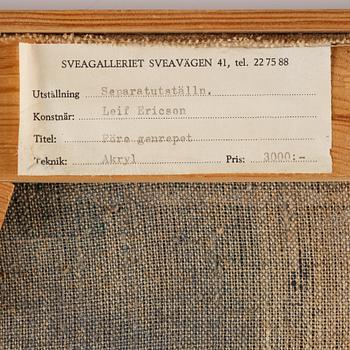 SVEAGALLERIET SVEAVÄGEN 41, tel. 22 75 88
Utställning Separatutställn.
Konstnär: Leif Ericson
Titel: Före genrepet
Teknik: Akryl Pris: 3000:-